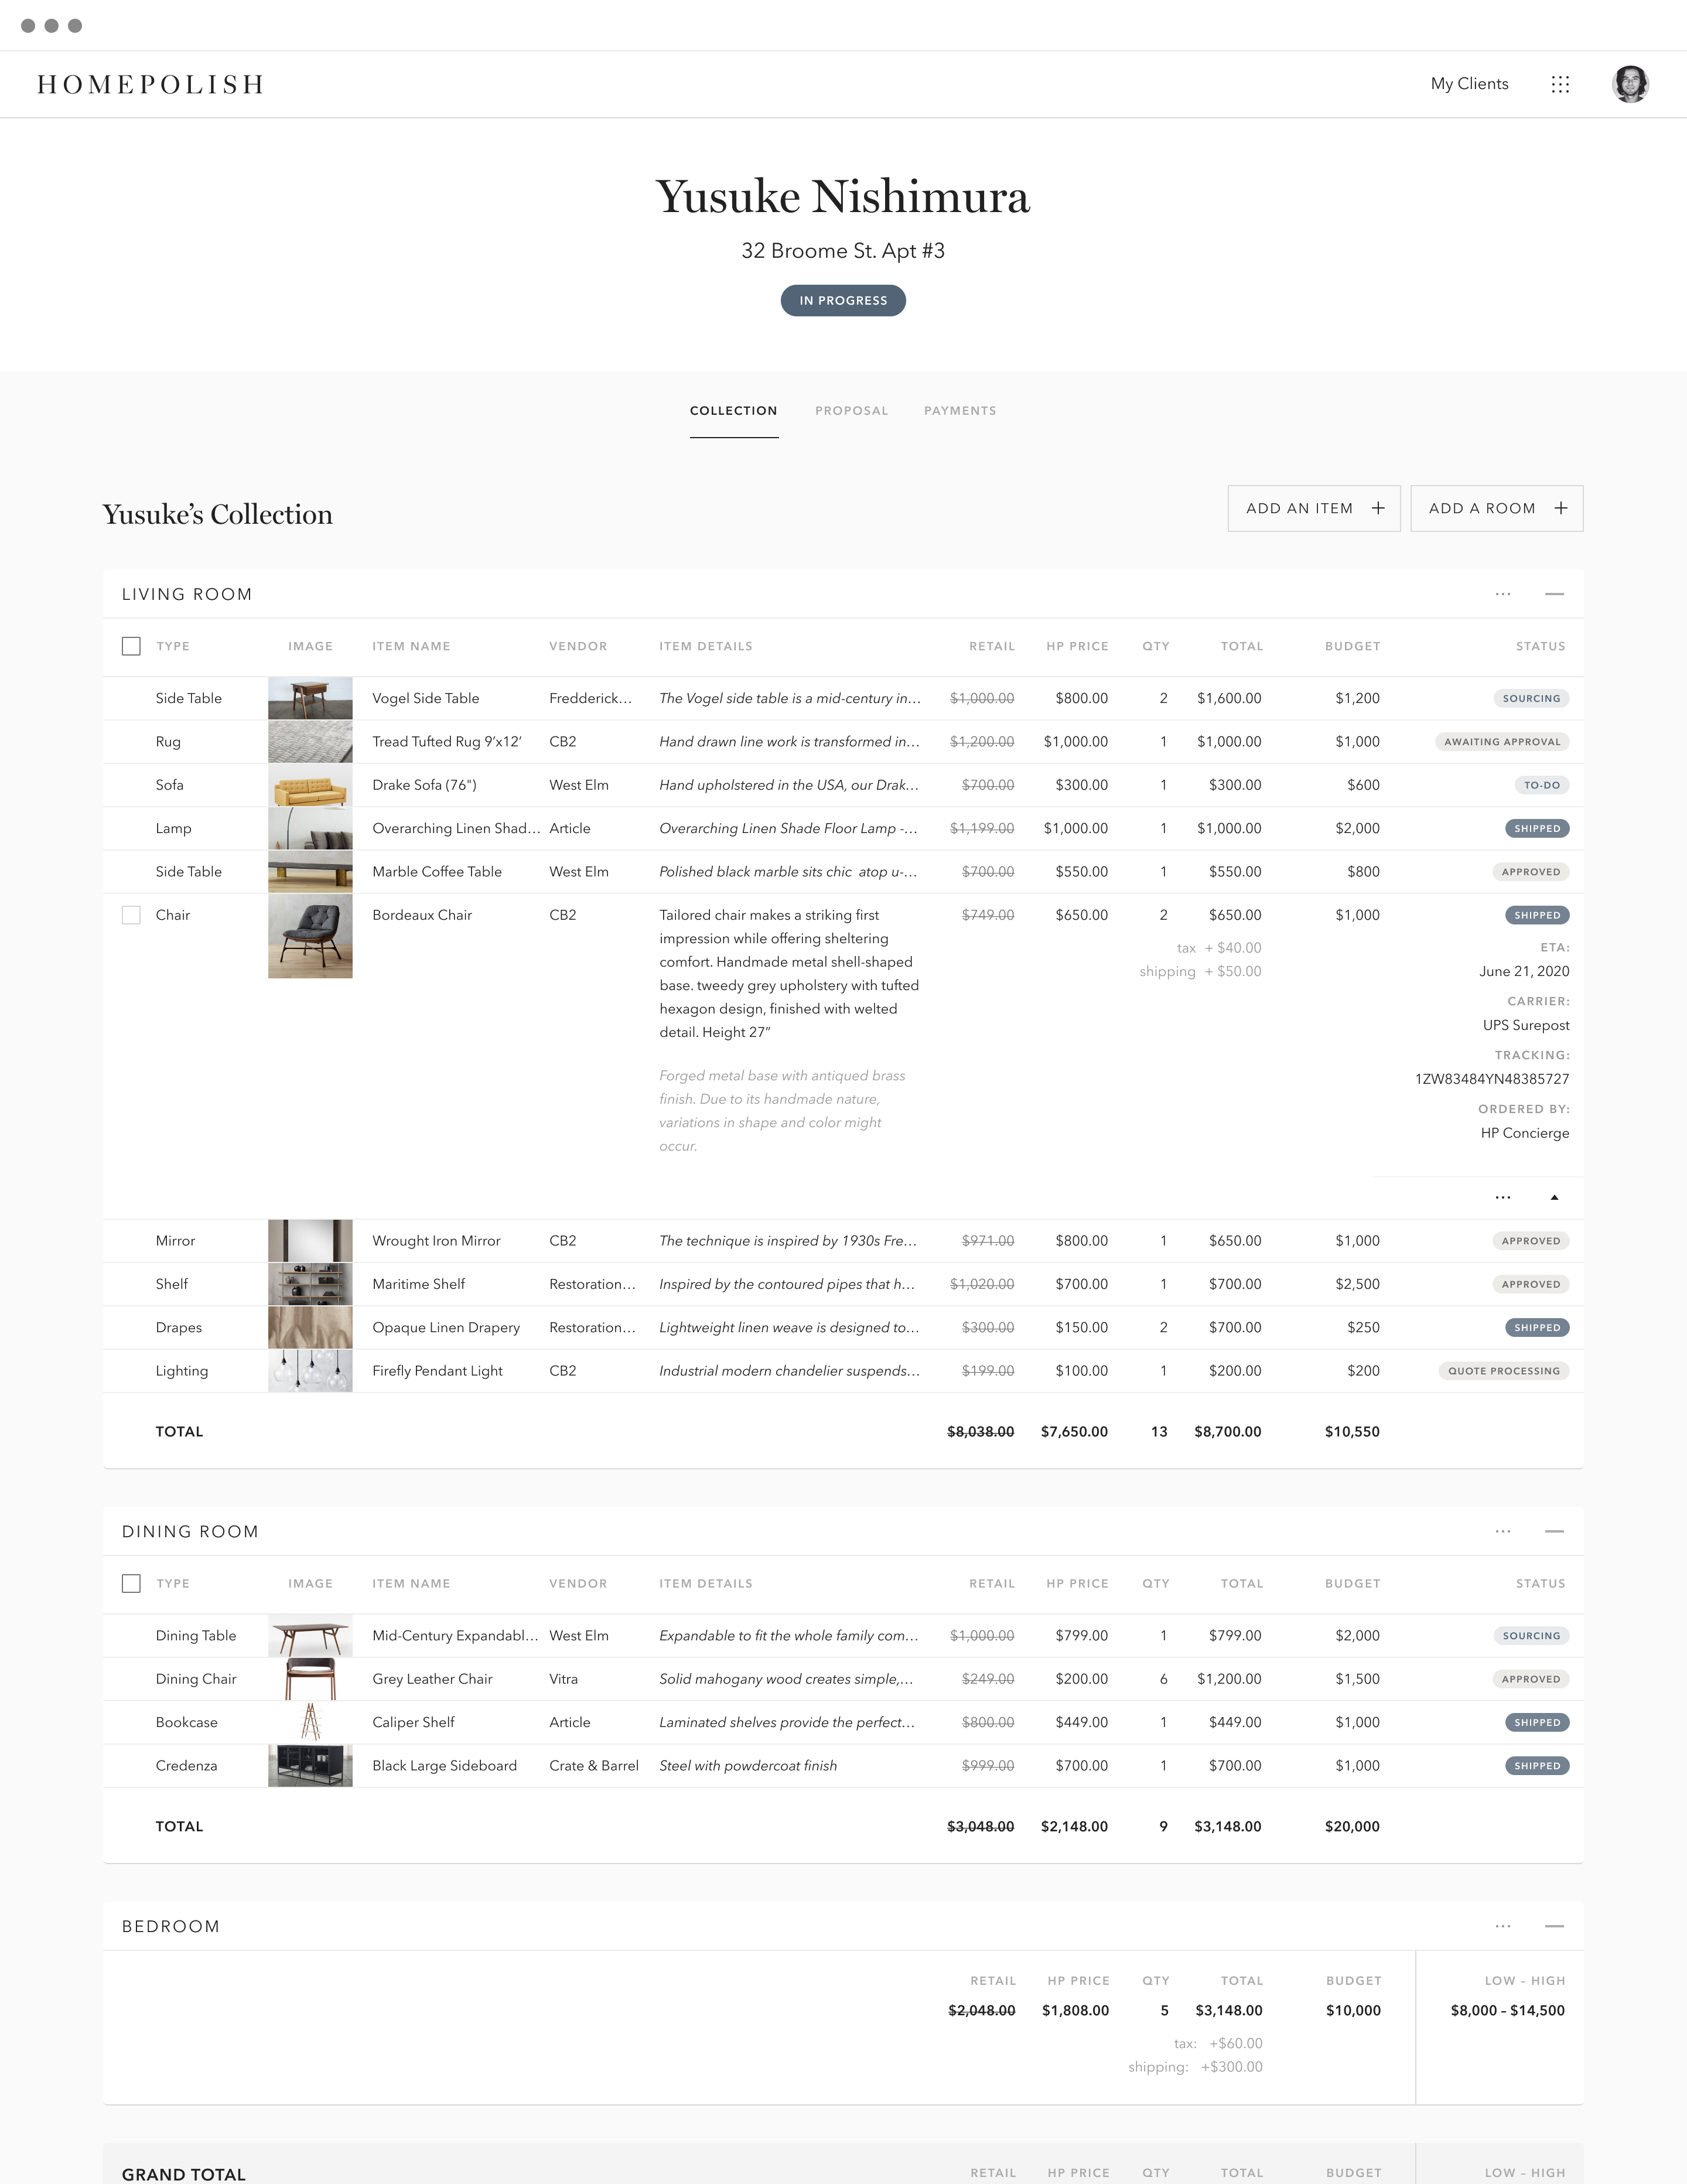 HOMEPOLISH My Clients
Yusuke Nishimura
32 Broome St. Apt #3
IN PROGRESS
COLLECTION PROPOSAL PAYMENTS
Yusuke’s Collection ADD AN ITEM + ADD A ROOM +
LIVING ROOM
TYPE IMAGE ITEM NAME VENDOR ITEM DETAILS RETAIL HP PRICE QTY TOTAL BUDGET STATUS
Side Table Vogel Side Table Fredderick… The Vogel side table is a mid-century in… $1,000.00 $800.00 2 $1,600.00 $1,200 SOURCING
Rug Tread Tufted Rug 9’x12’ CB2 Hand drawn line work is transformed in… $1,200.00 $1,000.00 1 $1,000.00 $1,000 AWAITING APPROVAL
Sofa Drake Sofa (76") West Elm Hand upholstered in the USA, our Drak… $700.00 $300.00 1 $300.00 $600 TO-DO
Lamp Overarching Linen Shad… Article Overarching Linen Shade Floor Lamp -… $1,199.00 $1,000.00 1 $1,000.00 $2,000 SHIPPED
Side Table Marble Coffee Table West Elm Polished black marble sits chic atop u-… $700.00 $550.00 1 $550.00 $800 APPROVED
Chair Bordeaux Chair CB2 Tailored chair makes a striking first $749.00 $650.00 2 $650.00 $1,000 SHIPPED
impression while offering sheltering tax + $40.00 ETA:
comfort. Handmade metal shell-shaped shipping + $50.00 June 21, 2020
base. tweedy grey upholstery with tufted CARRIER:
hexagon design, finished with welted UPS Surepost
detail. Height 27”
TRACKING:
Forged metal base with antiqued brass 1ZW83484YN48385727
finish. Due to its handmade nature, ORDERED BY:
variations in shape and color might HP Concierge
occur.
Mirror Wrought Iron Mirror CB2 The technique is inspired by 1930s Fre… $971.00 $800.00 1 $650.00 $1,000 APPROVED
Shelf Maritime Shelf Restoration… Inspired by the contoured pipes that h… $1,020.00 $700.00 1 $700.00 $2,500 APPROVED
Drapes Opaque Linen Drapery Restoration… Lightweight linen weave is designed to… $300.00 $150.00 2 $700.00 $250 SHIPPED
Lighting Firefly Pendant Light CB2 Industrial modern chandelier suspends… $199.00 $100.00 1 $200.00 $200 QUOTE PROCESSING
TOTAL $8,038.00 $7,650.00 13 $8,700.00 $10,550
DINING ROOM
TYPE IMAGE ITEM NAME VENDOR ITEM DETAILS RETAIL HP PRICE QTY TOTAL BUDGET STATUS
Dining Table Mid-Century Expandabl… West Elm Expandable to fit the whole family com… $1,000.00 $799.00 1 $799.00 $2,000 SOURCING
Dining Chair Grey Leather Chair Vitra Solid mahogany wood creates simple,… $249.00 $200.00 6 $1,200.00 $1,500 APPROVED
Bookcase Caliper Shelf Article Laminated shelves provide the perfect… $800.00 $449.00 1 $449.00 $1,000 SHIPPED
Credenza Black Large Sideboard Crate & Barrel Steel with powdercoat finish $999.00 $700.00 1 $700.00 $1,000 SHIPPED
TOTAL $3,048.00 $2,148.00 9 $3,148.00 $20,000
BEDROOM
RETAIL HP PRICE QTY TOTAL BUDGET LOW – HIGH
$2,048.00 $1,808.00 5 $3,148.00 $10,000 $8,000 – $14,500
tax: +$60.00
shipping: +$300.00
GRAND TOTAL RETAIL HP PRICE QTY TOTAL BUDGET LOW – HIGH